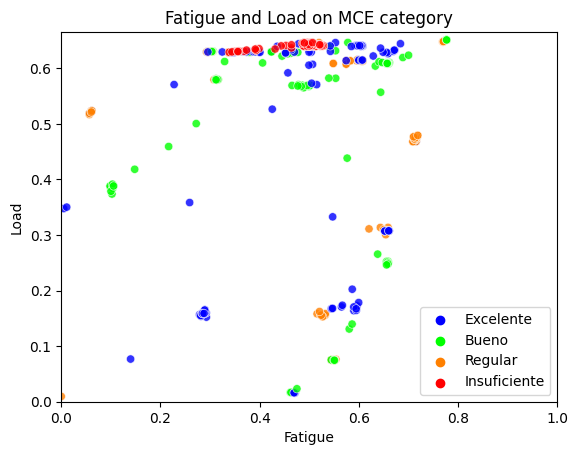 Fatigue and Load on MCE category
Load
0.6
0.5
0.4
0.3
0.2
0.1
0.0
0.0 0.2 0.4 0.6 0.8 1.0
Fatigue
Excelente
Bueno
Regular
Insuficiente